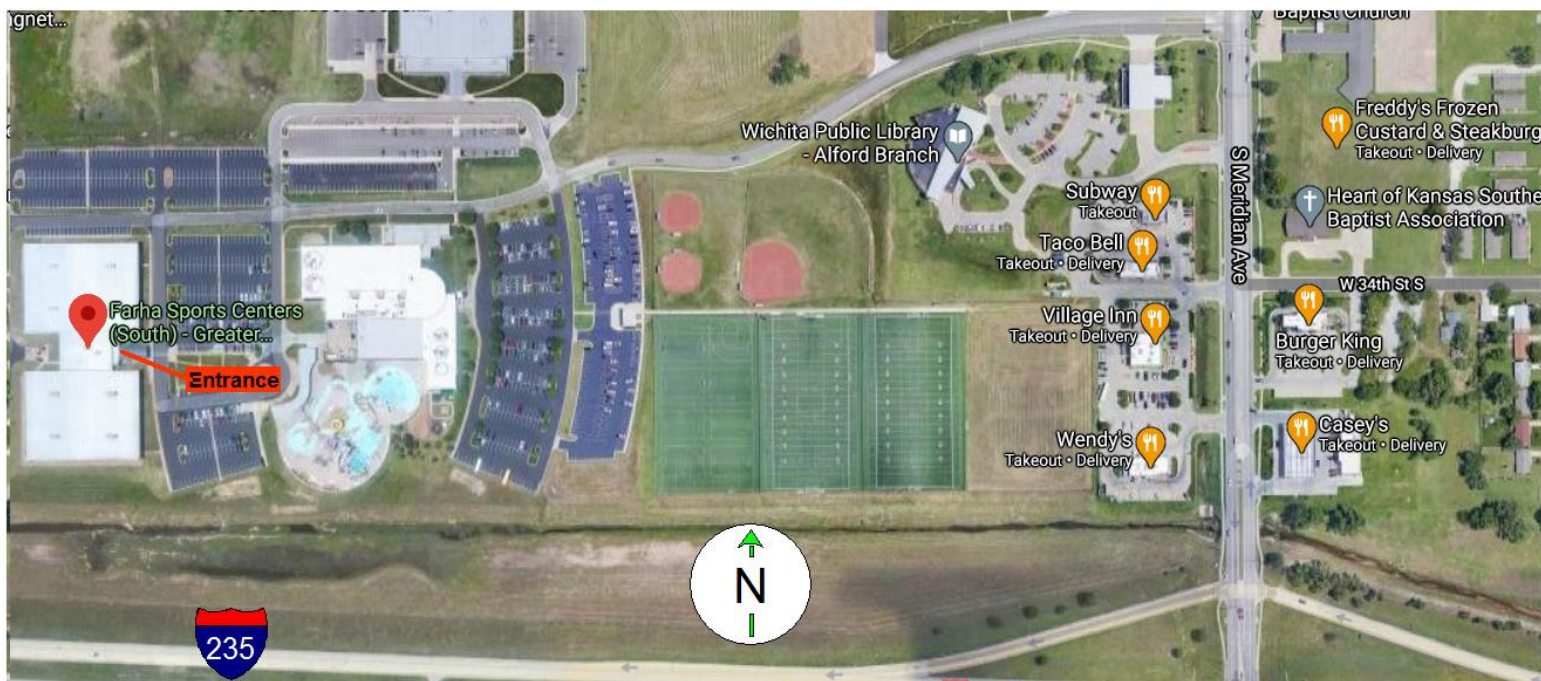 gnet...
Baptist Church
Freddy's Frozen
Custard & Steakburg
Takeout • Delivery
Wichita Public Library
- Alford Branch
Subway
Takeout
S Meridian Ave
Heart of Kansas Southe
Baptist Association
Taco Bell
Takeout • Delivery
W 34th St S
Farha Sports Centers
(South) - Greater...
Village Inn
Takeout • Delivery
Burger King
Takeout • Delivery
Entrance
Casey's
Takeout • Delivery
Wendy's
Takeout • Delivery
N
235